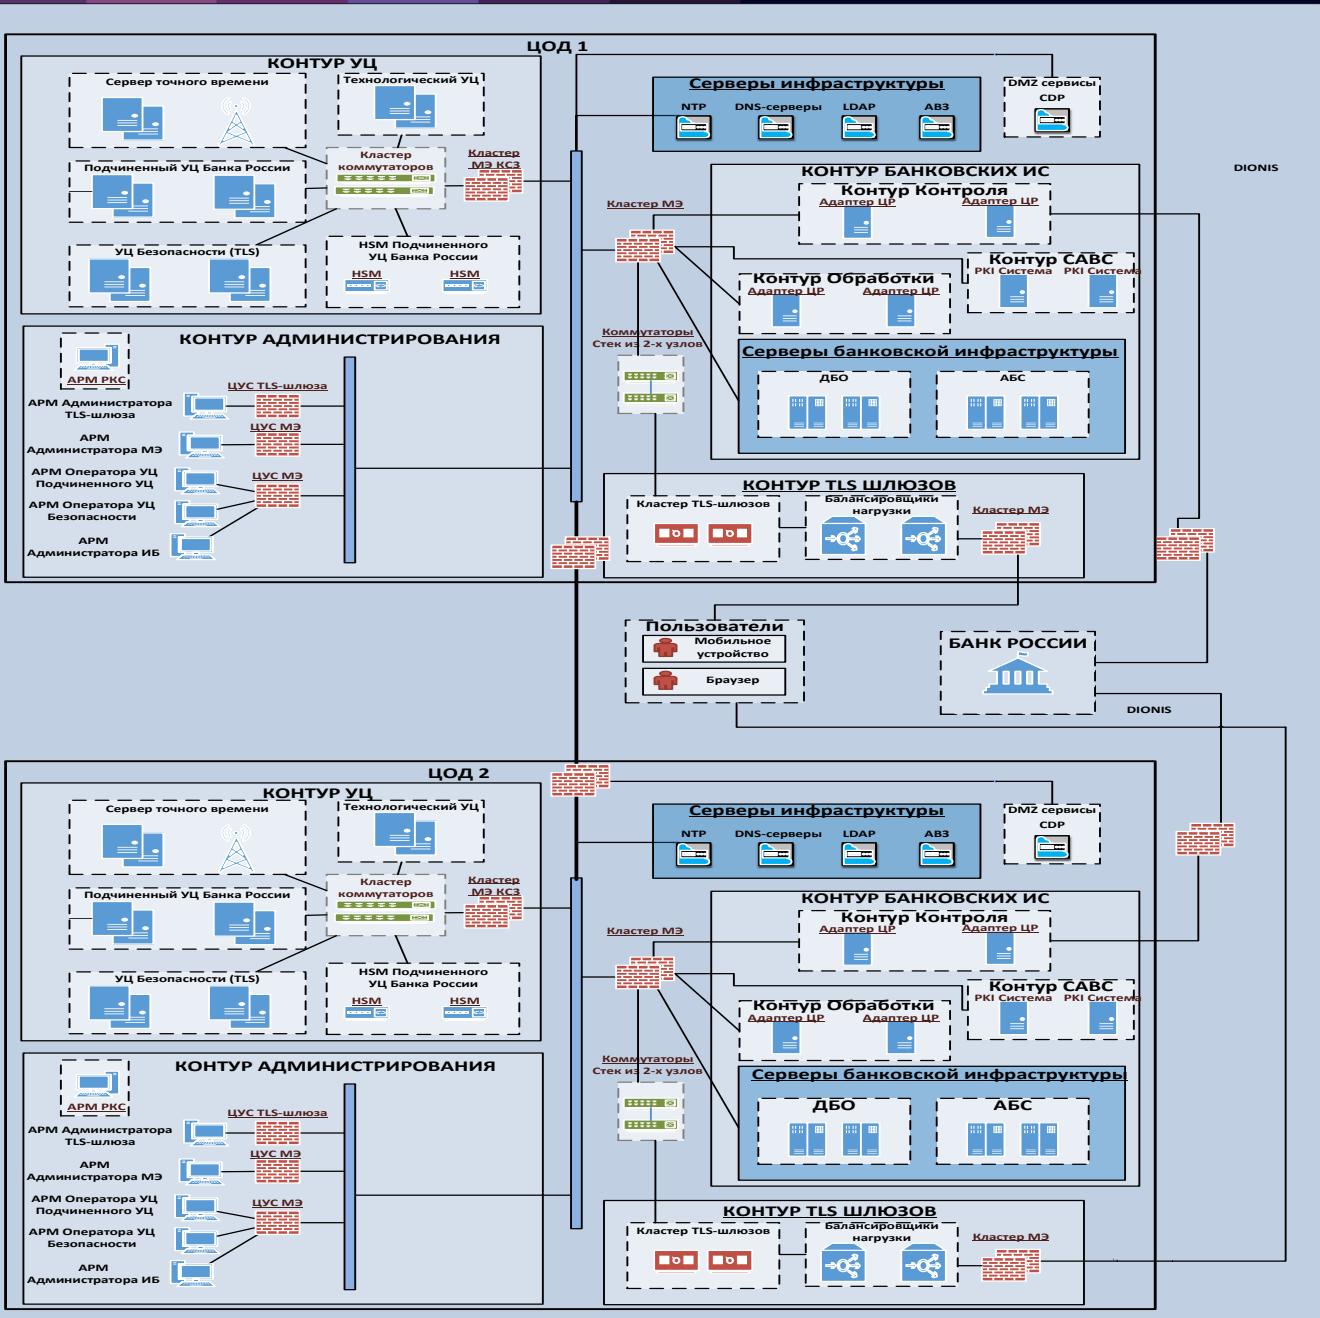 ЦОД 1
КОНТУР УЦ
Сервер точного времени
Технологический УЦ
Кластер
коммутаторов
Кластер
МЭ КС3
Подчиненный УЦ Банка России
УЦ Безопасности (TLS)
HSM Подчиненного
УЦ Банка России
HSM
HSM
КОНТУР АДМИНИСТРИРОВАНИЯ
АРМ РКС
ЦУС TLS-шлюза
АРМ Администратора
TLS-шлюза
ЦУС МЭ
АРМ
Администратора МЭ
АРМ Оператора УЦ
Подчиненного УЦ
ЦУС МЭ
АРМ Оператора УЦ
Безопасности
АРМ
Администратора ИБ
Серверы инфраструктуры
NTP
DNS-серверы
LDAP
АВЗ
DMZ сервисы
CDP
КОНТУР БАНКОВСКИХ ИС
Контур Контроля
Адаптер ЦР
Адаптер ЦР
Кластер МЭ
Контур САВС
PKI Система
PKI Система
Контур Обработки
Адаптер ЦР
Адаптер ЦР
Коммутаторы
Стек из 2-х узлов
Серверы банковской инфраструктуры
ДБО
АБС
КОНТУР TLS ШЛЮЗОВ
Кластер TLS-шлюзов
Балансировщики
нагрузки
Кластер МЭ
DIONIS
Пользователи
Мобильное
устройство
Браузер
БАНК РОССИИ
DIONIS
ЦОД 2
КОНТУР УЦ
Сервер точного времени
Технологический УЦ
Кластер
коммутаторов
Кластер
МЭ КС3
Подчиненный УЦ Банка России
УЦ Безопасности (TLS)
HSM Подчиненного
УЦ Банка России
HSM
HSM
КОНТУР АДМИНИСТРИРОВАНИЯ
АРМ РКС
ЦУС TLS-шлюза
АРМ Администратора
TLS-шлюза
ЦУС МЭ
АРМ
Администратора МЭ
АРМ Оператора УЦ
Подчиненного УЦ
ЦУС МЭ
АРМ Оператора УЦ
Безопасности
АРМ
Администратора ИБ
Серверы инфраструктуры
NTP
DNS-серверы
LDAP
АВЗ
DMZ сервисы
CDP
КОНТУР БАНКОВСКИХ ИС
Контур Контроля
Адаптер ЦР
Адаптер ЦР
Кластер МЭ
Контур САВС
PKI Система
PKI Система
Контур Обработки
Адаптер ЦР
Адаптер ЦР
Коммутаторы
Стек из 2-х узлов
Серверы банковской инфраструктуры
ДБО
АБС
КОНТУР TLS ШЛЮЗОВ
Кластер TLS-шлюзов
Балансировщики
нагрузки
Кластер МЭ